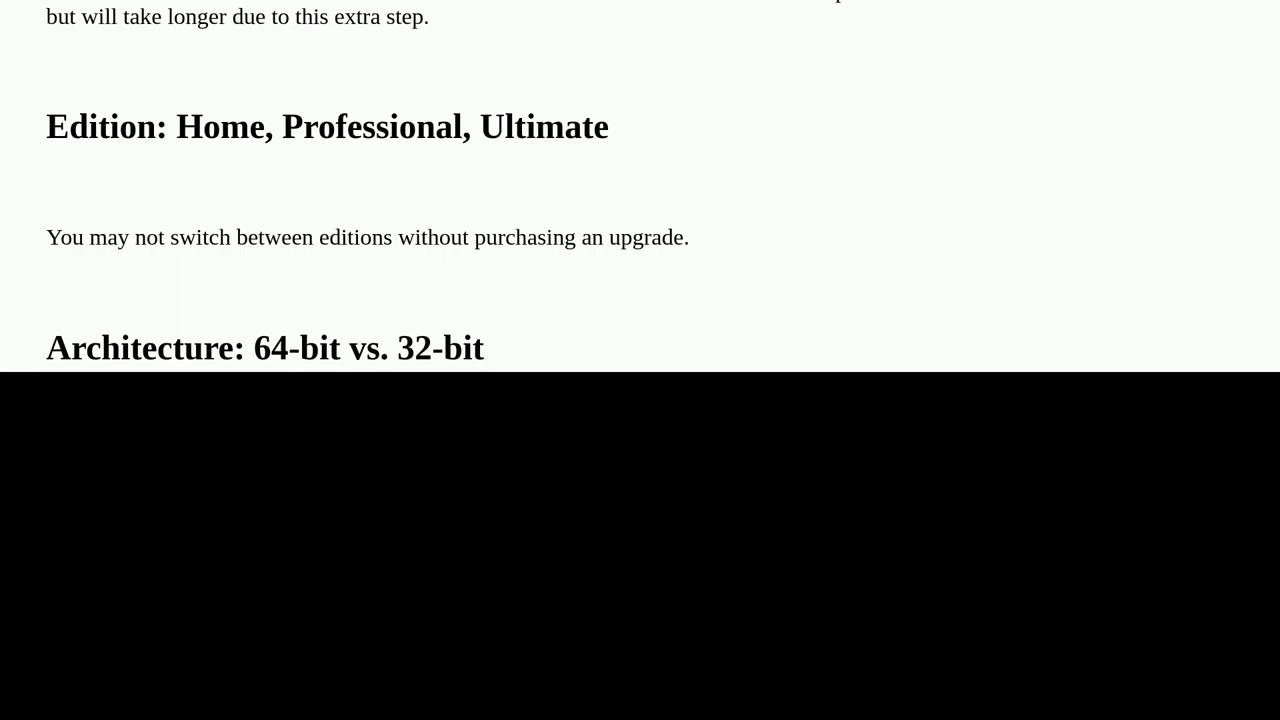 but will take longer due to this extra step.
Edition: Home, Professional, Ultimate
You may not switch between editions without purchasing an upgrade.
Architecture: 64-bit vs. 32-bit